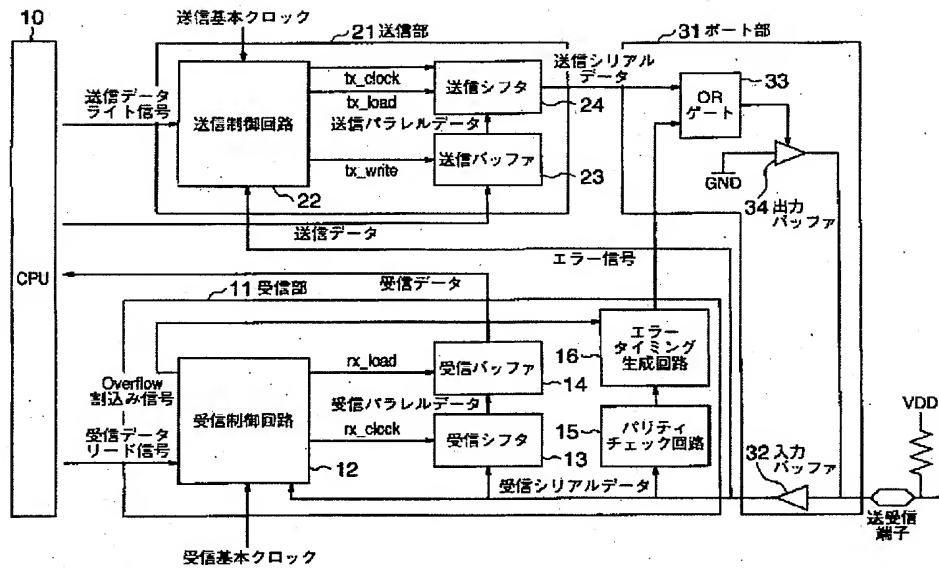 10
送信基本クロック
21 送信部
31 ポート部
送信シリアル
データ
33
tx_clock
tx_load
送信シフタ
24
OR
ゲート
送信データ
ライト信号
送信制御回路
送信パラレルデータ
tx_write
送信バッファ
23
GND
22
34 出力
バッファ
送信データ
エラー信号
CPU
受信データ
11 受信部
Overflow
割込み信号
rx_load
受信バッファ
14
16
エラー
タイミング
生成回路
受信データ
リード信号
受信制御回路
受信パラレルデータ
rx_clock
受信シフタ
13
15
パリティ
チェック回路
VDD
32 入力
バッファ
12
受信シリアルデータ
送受信
端子
受信基本クロック